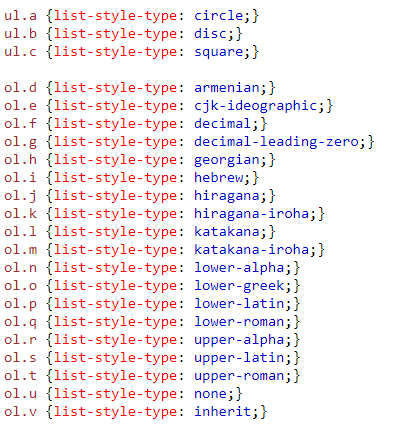 ul.a {list-style-type: circle;}
ul.b {list-style-type: disc;}
ul.c {list-style-type: square;}

ol.d {list-style-type: armenian;}
ol.e {list-style-type: cjk-ideographic;}
ol.f {list-style-type: decimal;}
ol.g {list-style-type: decimal-leading-zero;}
ol.h {list-style-type: georgian;}
ol.i {list-style-type: hebrew;}
ol.j {list-style-type: hiragana;}
ol.k {list-style-type: hiragana-iroha;}
ol.l {list-style-type: katakana;}
ol.m {list-style-type: katakana-iroha;}
ol.n {list-style-type: lower-alpha;}
ol.o {list-style-type: lower-greek;}
ol.p {list-style-type: lower-latin;}
ol.q {list-style-type: lower-roman;}
ol.r {list-style-type: upper-alpha;}
ol.s {list-style-type: upper-latin;}
ol.t {list-style-type: upper-roman;}
ol.u {list-style-type: none;}
ol.v {list-style-type: inherit;}